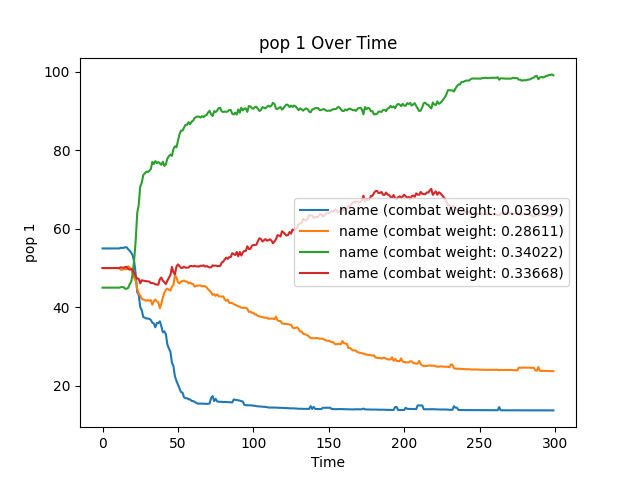 pop 1 Over Time
100
80
60
40
20
pop 1
name (combat weight: 0.03699)
name (combat weight: 0.28611)
name (combat weight: 0.34022)
name (combat weight: 0.33668)
0
50
100
150
200
250
300
Time